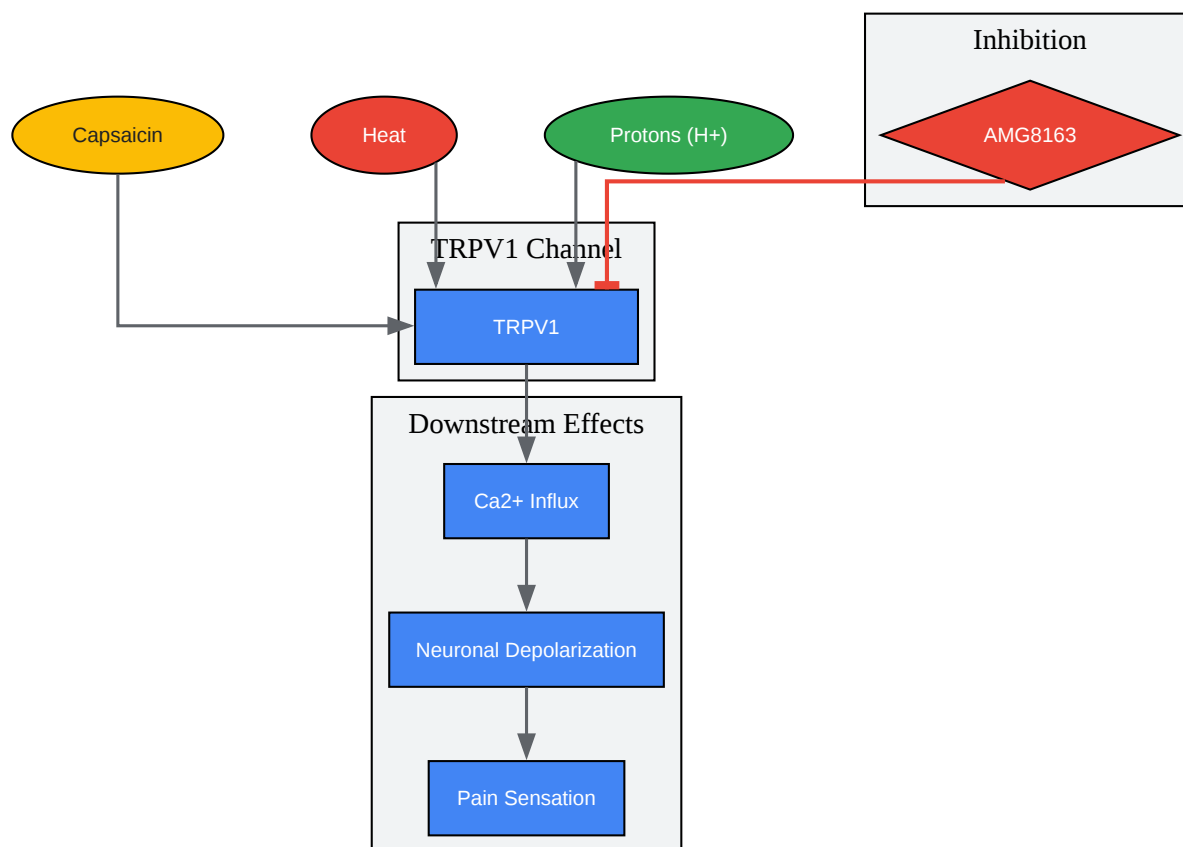 Inhibition
Capsaicin
Heat
Protons (H+)
AMG8163
TRPV1 Channel
TRPV1
Downstream Effects
Ca2+ Influx
Neuronal Depolarization
Pain Sensation